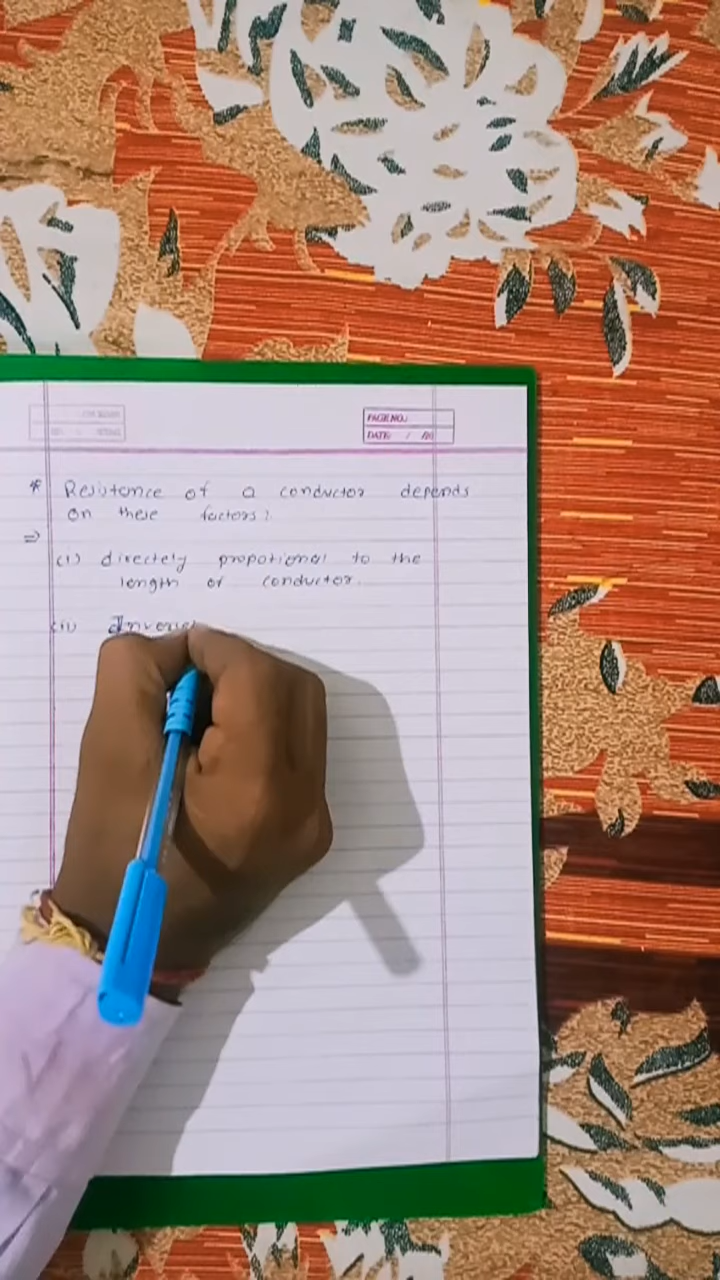 PAGE NO.:
DATE: / /20
* Resistance of a conductor depends
on these factors:
=>
(i) directely propotional to the
length of conductor.
(ii) Inverse